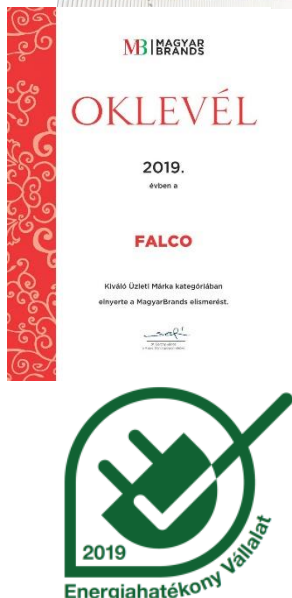 MB MAGYAR
BRANDS
OKLEVÉL
2019.
évben a
FALCO
Kiváló Üzleti Márka kategóriában
elnyerte a MagyarBrands elismerést.
2019
Energiahatékony Vállalat